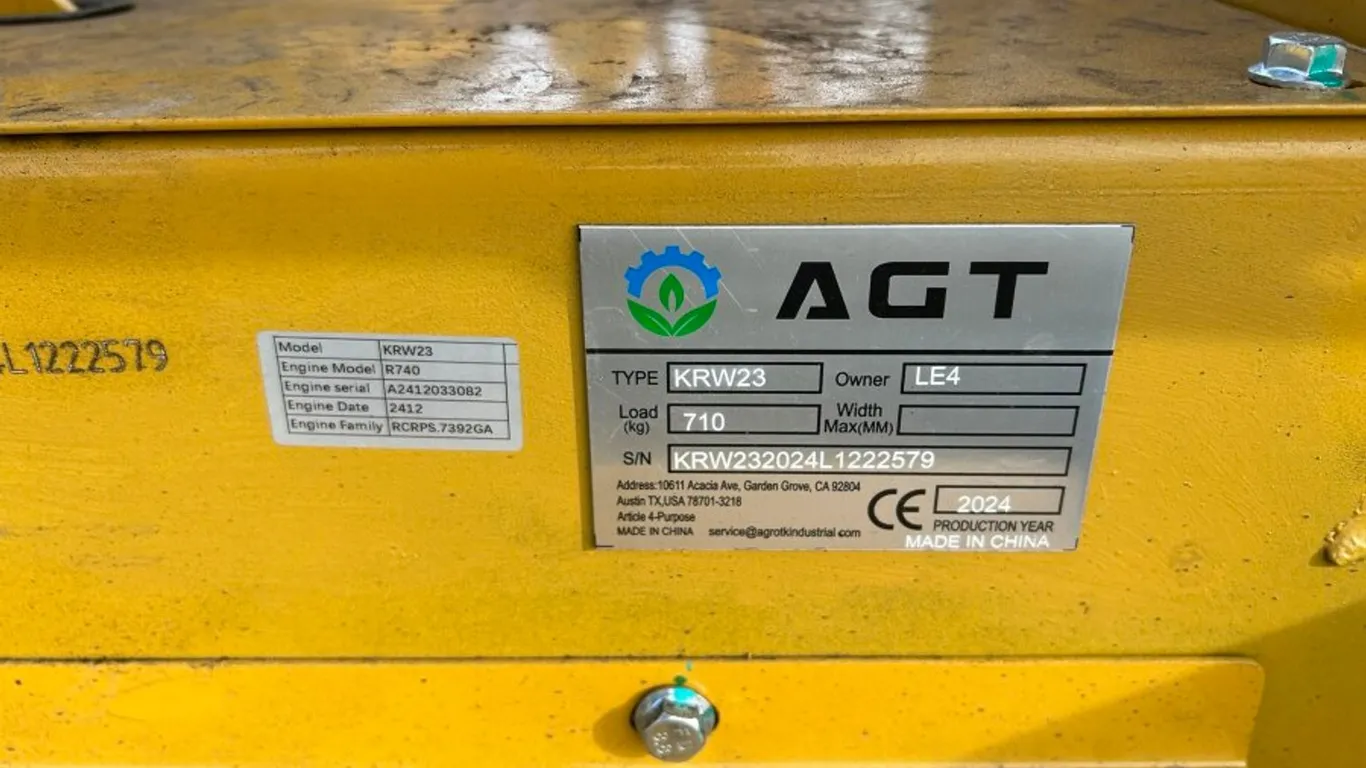 L1222579
Model KRW23
Engine Model R740
Engine serial A2412033082
Engine Date 2412
Engine Family RCRPS.7392GA
AGT
TYPE KRW23 Owner LE4
Load (kg) 710 Width Max(MM)
S/N KRW232024L1222579
Address:10611 Acacia Ave, Garden Grove, CA 92804
Austin TX,USA 78701-3218
Article 4-Purpose
MADE IN CHINA service@agrotkindustrial.com
CE 2024
PRODUCTION YEAR
MADE IN CHINA